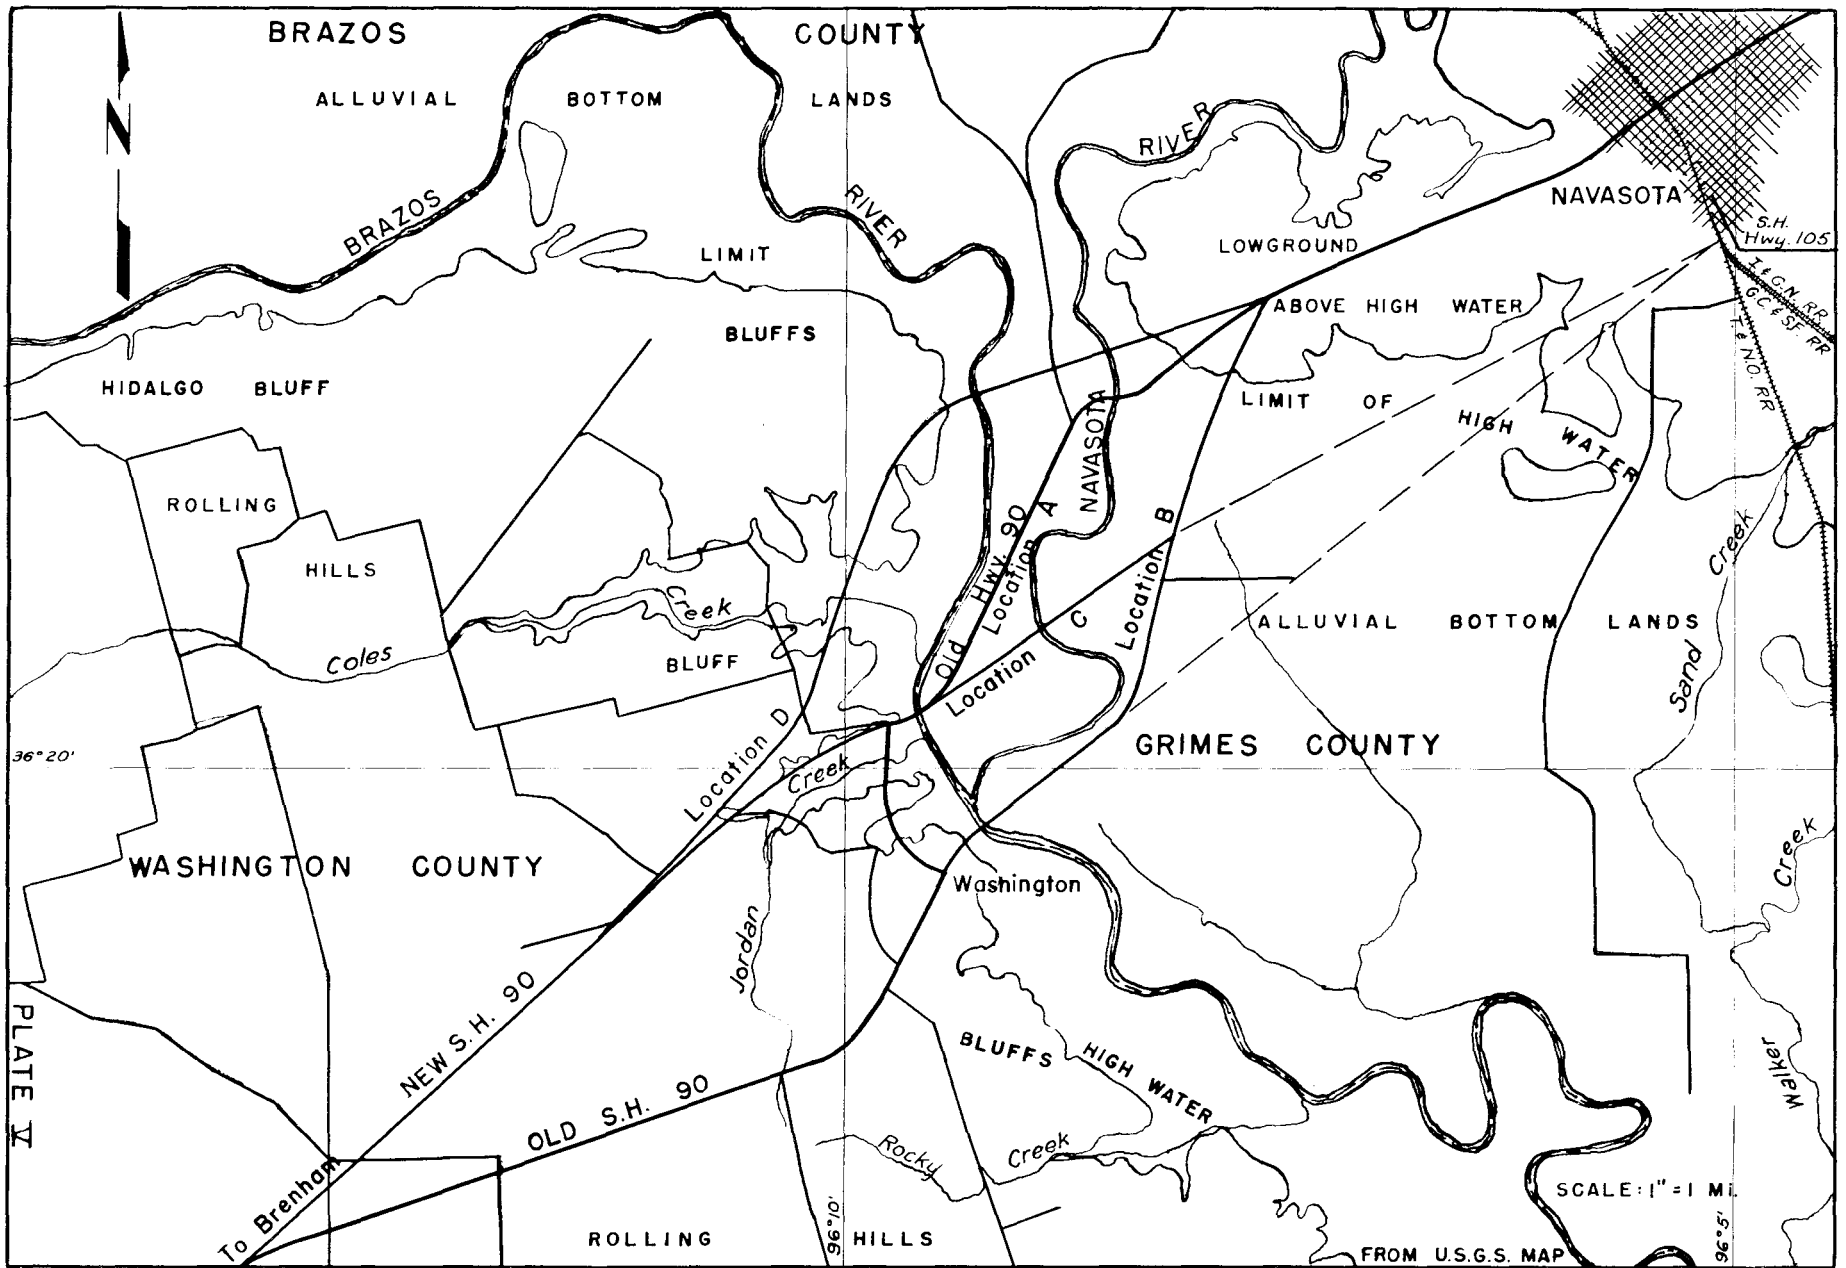 BRAZOS COUNTY
ALLUVIAL BOTTOM LANDS
N
BRAZOS RIVER
RIVER
NAVASOTA
S.H.
Hwy. 105
LIMIT
LOWGROUND
I & G.N. RR
G.C & SF RR
T & N.O. RR
ABOVE HIGH WATER
BLUFFS
HIDALGO BLUFF
LIMIT OF HIGH WATER
NAVASOTA
ROLLING
HILLS
Old Hwy. 90
Location A
Location B
Location C
Location D
Creek
Coles
BLUFF
ALLUVIAL BOTTOM LANDS
Sand Creek
36°20'
GRIMES COUNTY
Creek
WASHINGTON COUNTY
Washington
Jordan
Creek
Walker
NEW S.H. 90
OLD S.H. 90
BLUFFS HIGH WATER
PLATE V
To Brenham
Rocky Creek
SCALE: 1" = 1 Mi.
ROLLING HILLS
96°10'
96°5'
FROM U.S.G.S. MAP